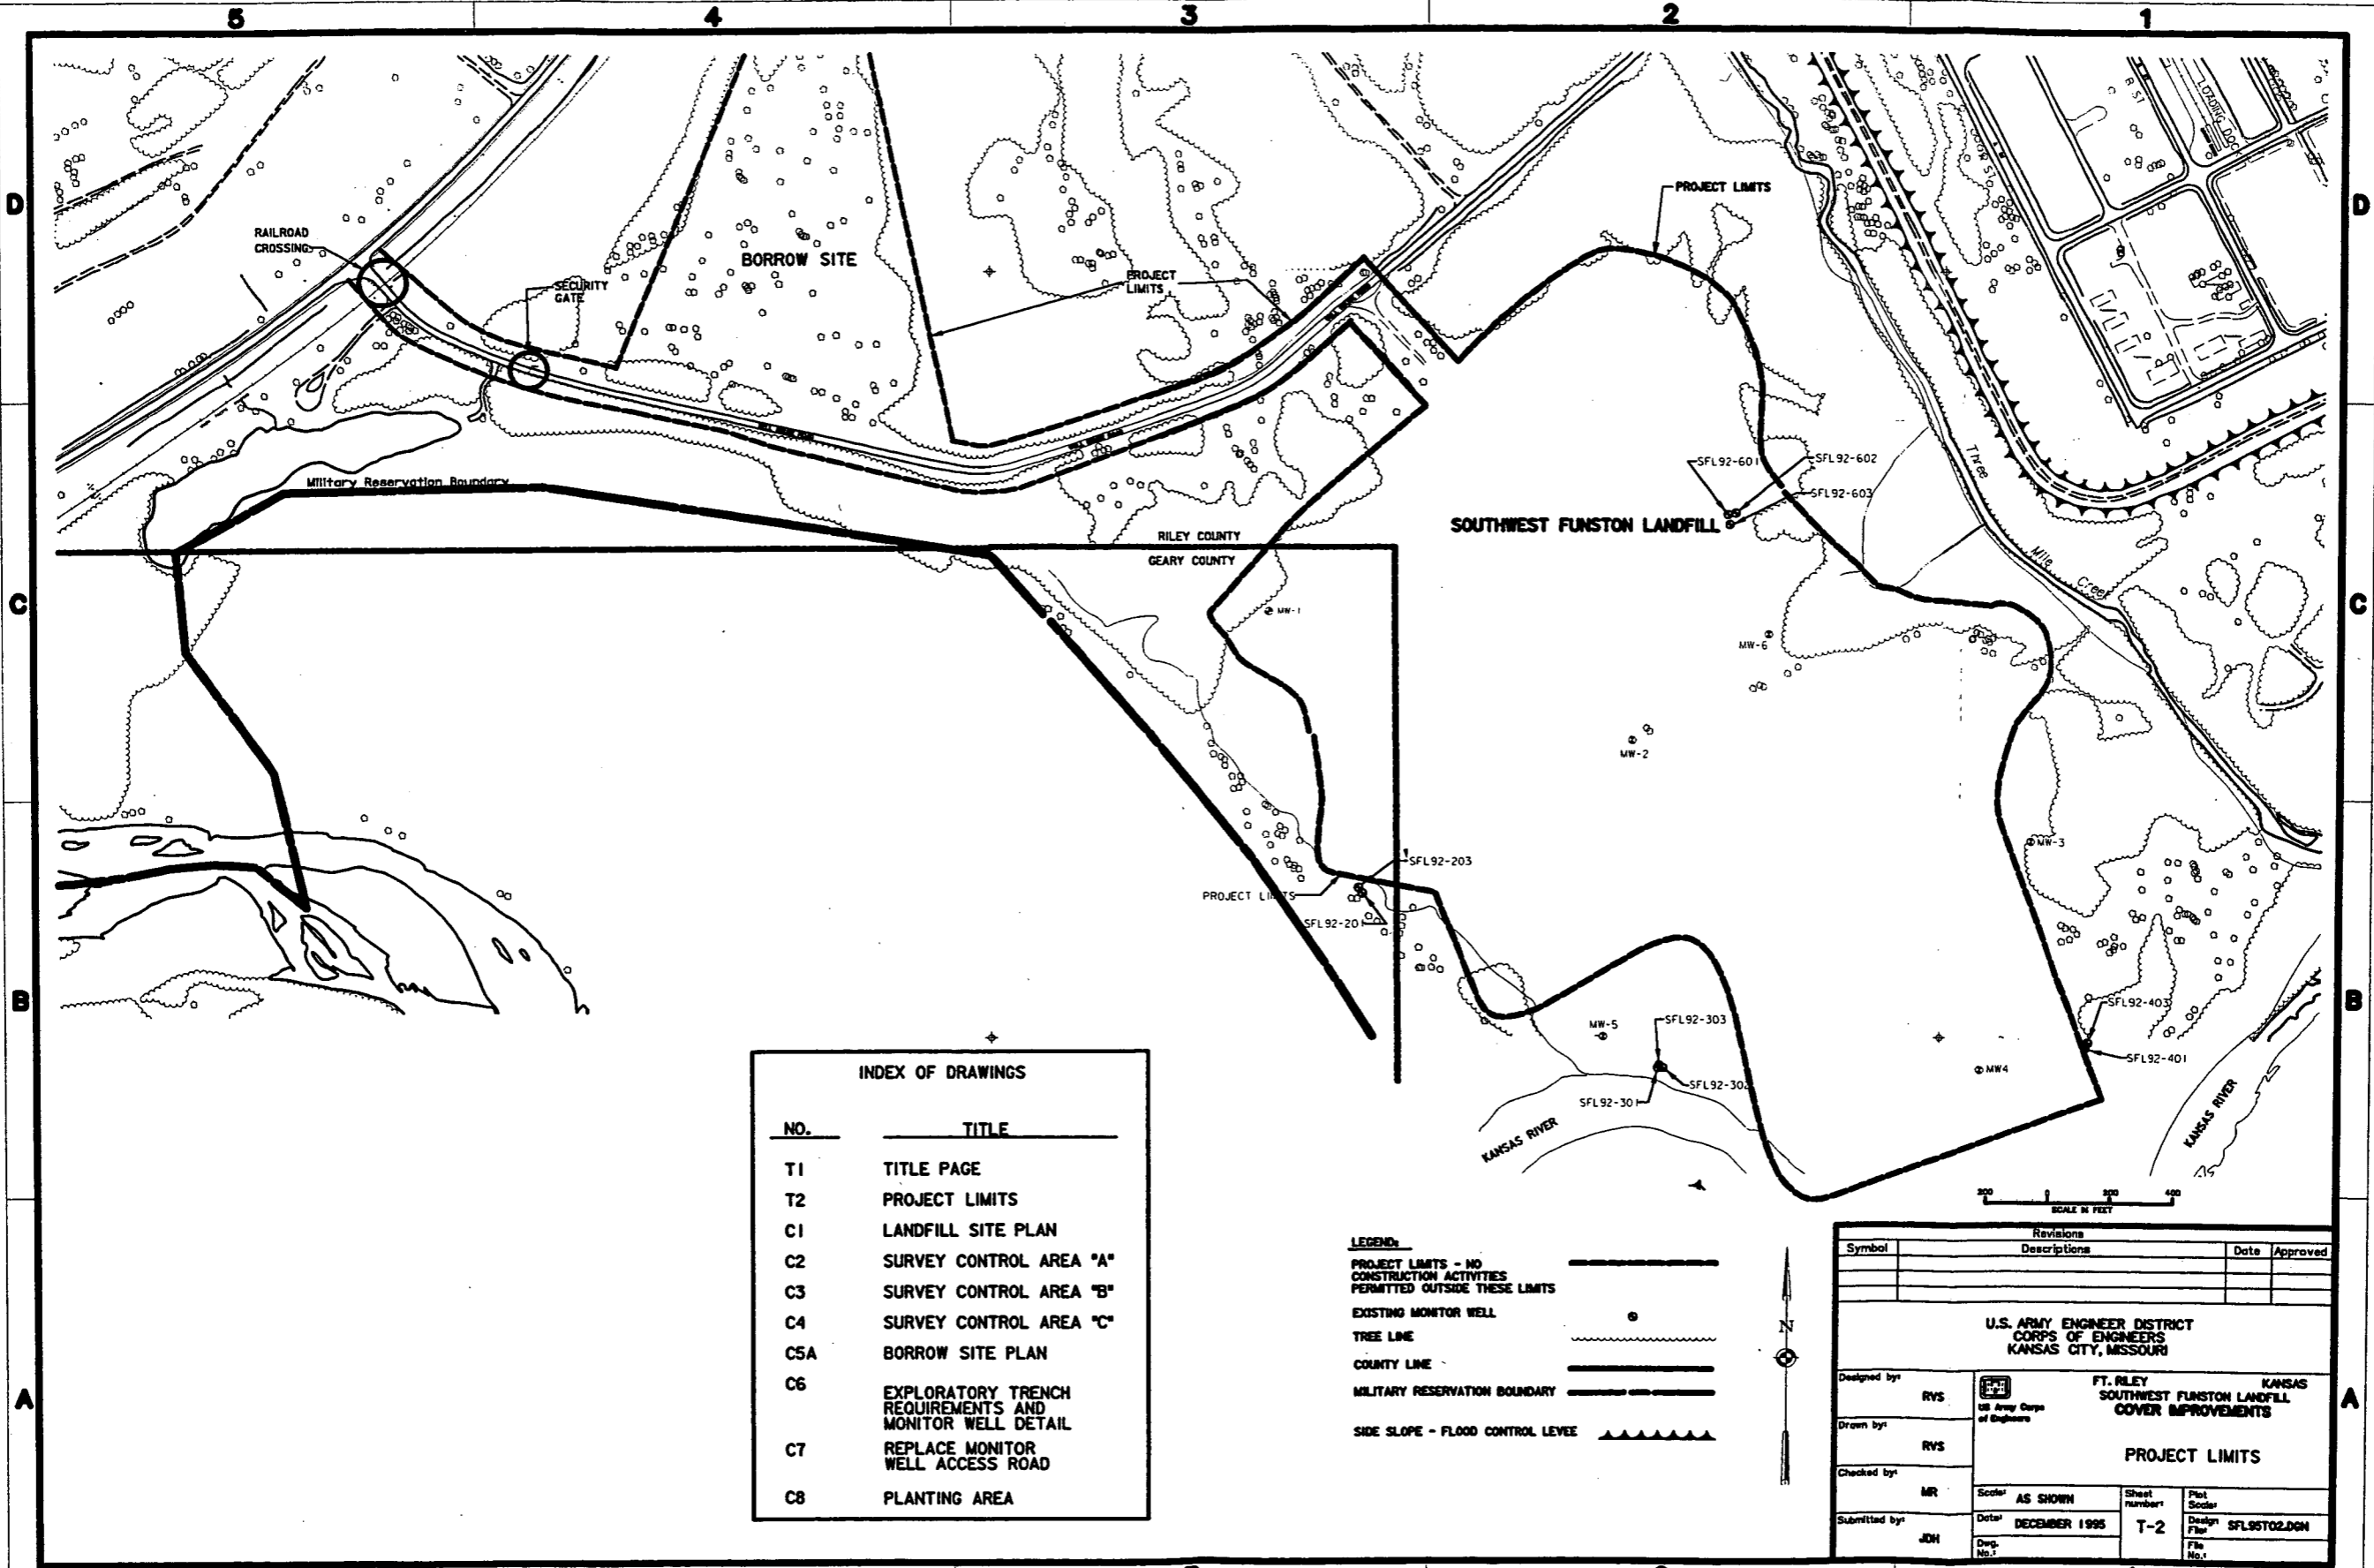 5 4 3 2 1
D
D
C
C
B
B
A
A
RAILROAD
CROSSING
SECURITY
GATE
BORROW SITE
PROJECT
LIMITS
PROJECT LIMITS
B ST
LOADING DOCK
Military Reservation Boundary
RILEY COUNTY
GEARY COUNTY
SFL92-601
SFL92-602
SFL92-603
SOUTHWEST FUNSTON LANDFILL
Three
Mile
Creek
MW-1
MW-6
MW-2
MW-3
SFL92-203
PROJECT LIMITS
SFL92-201
MW-5
SFL92-303
SFL92-302
SFL92-301
MW4
SFL92-403
SFL92-401
KANSAS RIVER
KANSAS RIVER
200 0 200 400
SCALE IN FEET
INDEX OF DRAWINGS
NO. TITLE
T1 TITLE PAGE
T2 PROJECT LIMITS
C1 LANDFILL SITE PLAN
C2 SURVEY CONTROL AREA "A"
C3 SURVEY CONTROL AREA "B"
C4 SURVEY CONTROL AREA "C"
C5A BORROW SITE PLAN
C6 EXPLORATORY TRENCH
REQUIREMENTS AND
MONITOR WELL DETAIL
C7 REPLACE MONITOR
WELL ACCESS ROAD
C8 PLANTING AREA
LEGEND:
PROJECT LIMITS - NO
CONSTRUCTION ACTIVITIES
PERMITTED OUTSIDE THESE LIMITS
EXISTING MONITOR WELL
TREE LINE
COUNTY LINE
MILITARY RESERVATION BOUNDARY
SIDE SLOPE - FLOOD CONTROL LEVEE
N
Revisions
Symbol Descriptions Date Approved
U.S. ARMY ENGINEER DISTRICT
CORPS OF ENGINEERS
KANSAS CITY, MISSOURI
Designed by:
RVS
Drawn by:
RVS
Checked by:
MR
Submitted by:
JDH
US Army Corps
of Engineers
FT. RILEY KANSAS
SOUTHWEST FUNSTON LANDFILL
COVER IMPROVEMENTS
PROJECT LIMITS
Scale: AS SHOWN
Date: DECEMBER 1995
Dwg.
No.:
Sheet
number:
T-2
Plot
Scale:
Design
File: SFL95T02.DGN
File
No.: